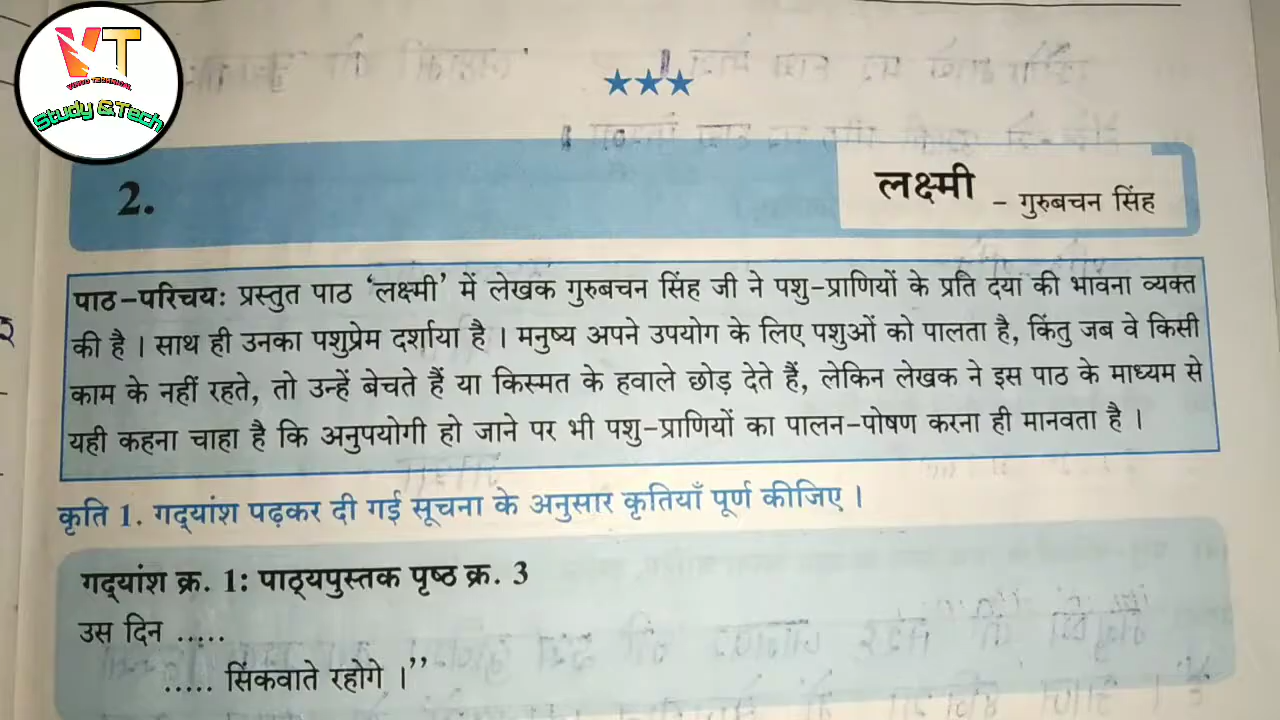 VT
VISHU TECHNICAL
Study & Tech
2.
लक्ष्मी
- गुरुबचन सिंह
पाठ-परिचय: प्रस्तुत पाठ ‘लक्ष्मी’ में लेखक गुरुबचन सिंह जी ने पशु-प्राणियों के प्रति दया की भावना व्यक्त
की है । साथ ही उनका पशुप्रेम दर्शाया है । मनुष्य अपने उपयोग के लिए पशुओं को पालता है, किंतु जब वे किसी
काम के नहीं रहते, तो उन्हें बेचते हैं या किस्मत के हवाले छोड़ देते हैं, लेकिन लेखक ने इस पाठ के माध्यम से
यही कहना चाहा है कि अनुपयोगी हो जाने पर भी पशु-प्राणियों का पालन-पोषण करना ही मानवता है ।
कृति 1. गद्‌यांश पढ़कर दी गई सूचना के अनुसार कृतियाँ पूर्ण कीजिए ।
गद्‌यांश क्र. 1: पाठ्‌यपुस्तक पृष्ठ क्र. 3
उस दिन .....
..... सिंकवाते रहोगे ।”